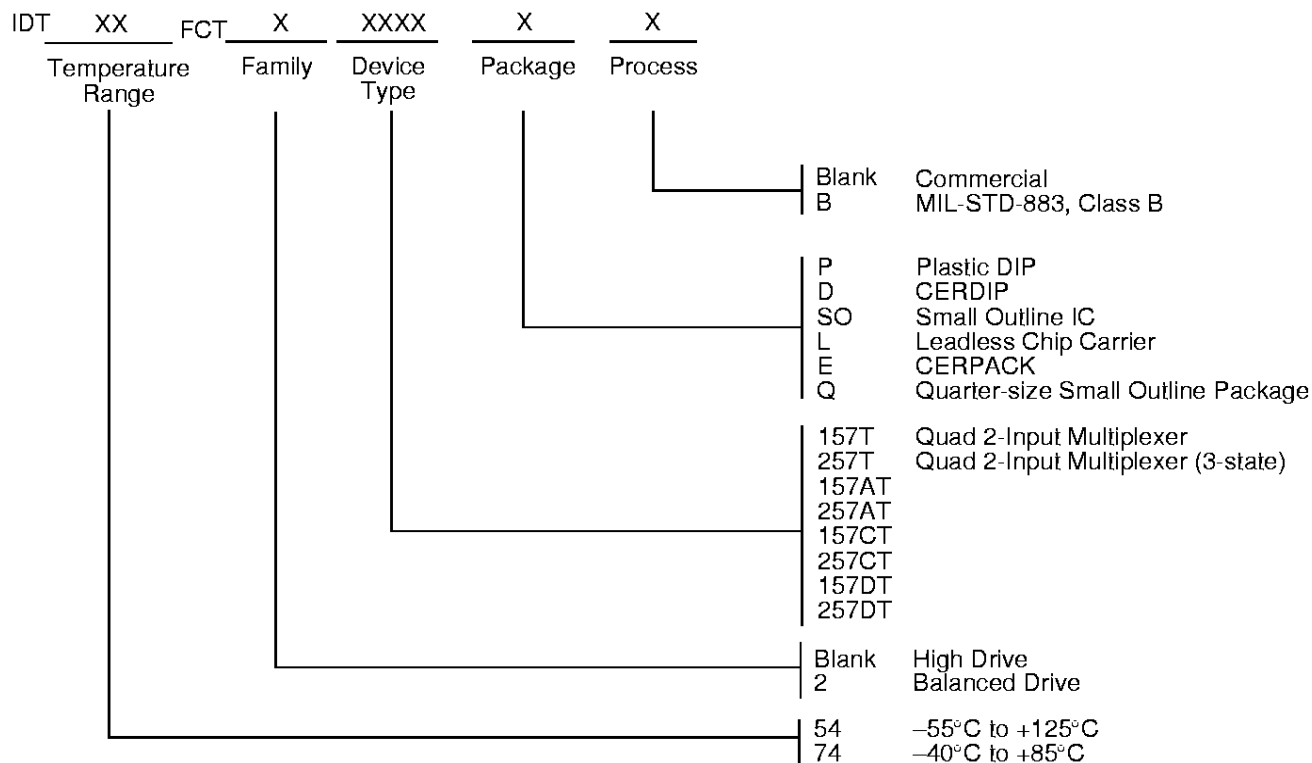 IDT XX FCT X XXXX X X
Temperature Range Family Device Type Package Process
Blank Commercial
B MIL-STD-883, Class B
P Plastic DIP
D CERDIP
SO Small Outline IC
L Leadless Chip Carrier
E CERPACK
Q Quarter-size Small Outline Package
157T Quad 2-Input Multiplexer
257T Quad 2-Input Multiplexer (3-state)
157AT
257AT
157CT
257CT
157DT
257DT
Blank High Drive
2 Balanced Drive
54 –55°C to +125°C
74 –40°C to +85°C